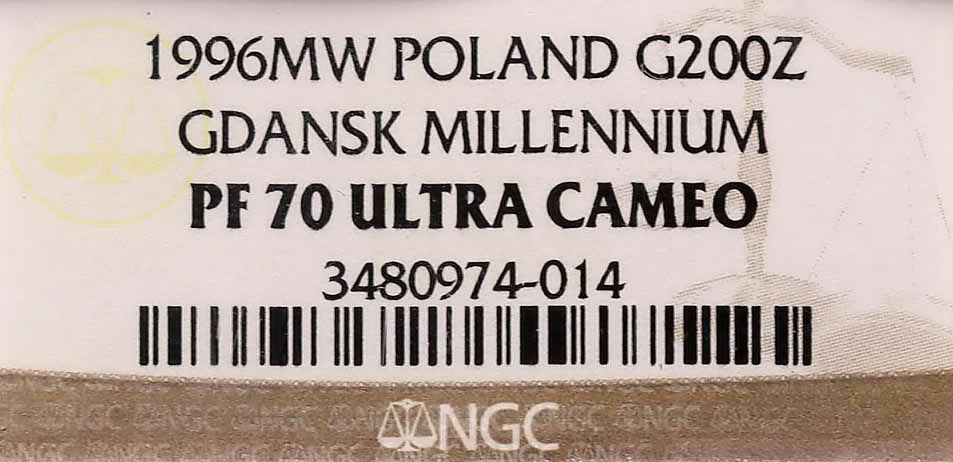 1996MW POLAND G200Z
GDANSK MILLENNIUM
PF 70 ULTRA CAMEO
3480974-014
NGC